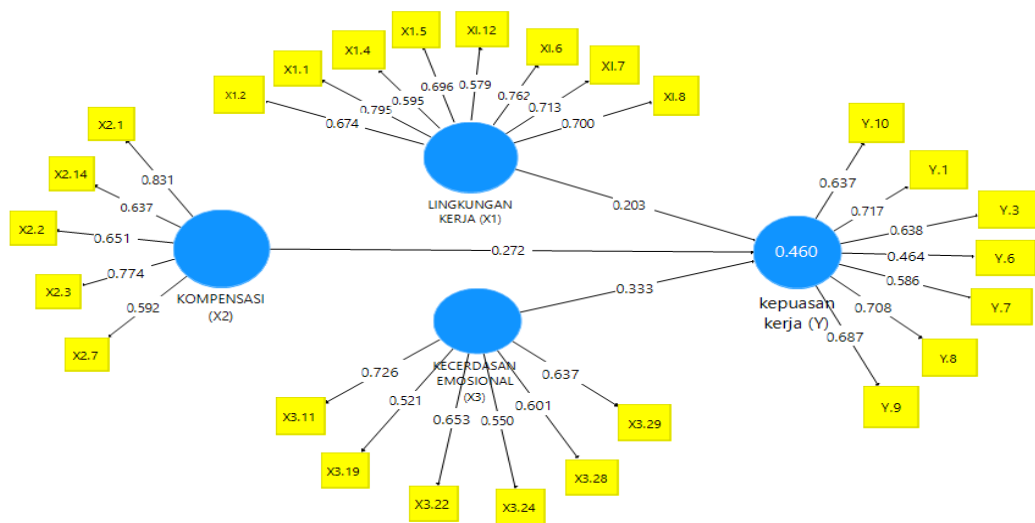 X1.5
XI.12
X1.4
XI.6
X1.1
XI.7
X1.2
XI.8
0.696
0.579
0.595
0.762
0.795
0.713
0.674
0.700
LINGKUNGAN
KERJA (X1)
X2.1
X2.14
X2.2
X2.3
X2.7
0.831
0.637
0.651
0.774
0.592
KOMPENSASI
(X2)
0.203
0.272
0.333
KECERDASAN
EMOSIONAL
(X3)
0.726
0.521
0.653
0.550
0.601
0.637
X3.11
X3.19
X3.22
X3.24
X3.28
X3.29
0.460
kepuasan
kerja (Y)
0.637
0.717
0.638
0.464
0.586
0.708
0.687
Y.10
Y.1
Y.3
Y.6
Y.7
Y.8
Y.9